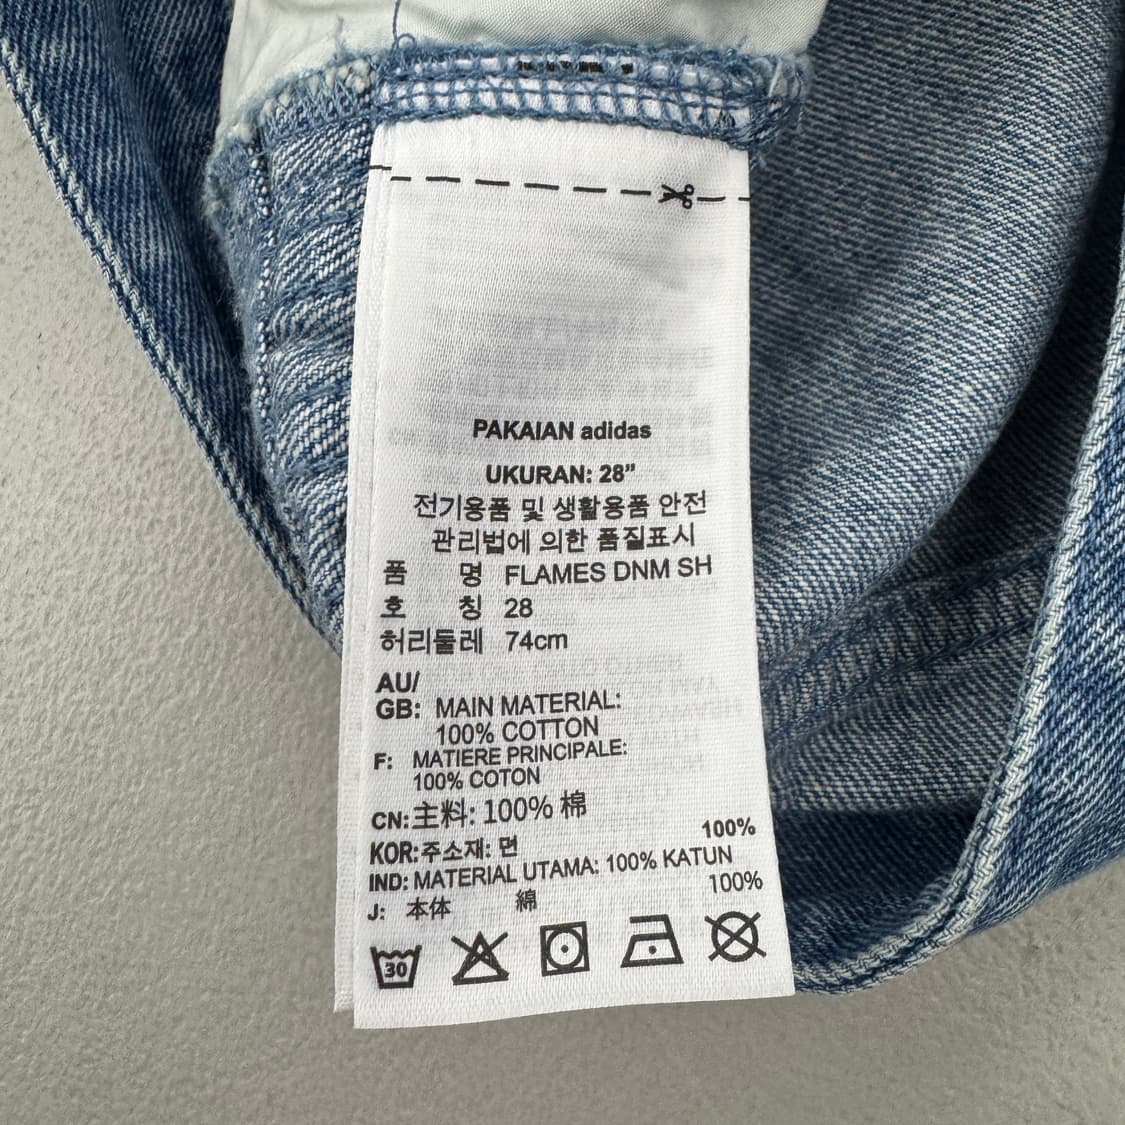 PAKAIAN adidas
UKURAN: 28”
전기용품 및 생활용품 안전
관리법에 의한 품질표시
품 명 FLAMES DNM SH
호 칭 28
허리둘레 74cm
AU/
GB: MAIN MATERIAL:
100% COTTON
F: MATIERE PRINCIPALE:
100% COTON
CN:主料: 100% 棉
KOR:주소재: 면 100%
IND: MATERIAL UTAMA: 100% KATUN
J: 本体 綿 100%
30